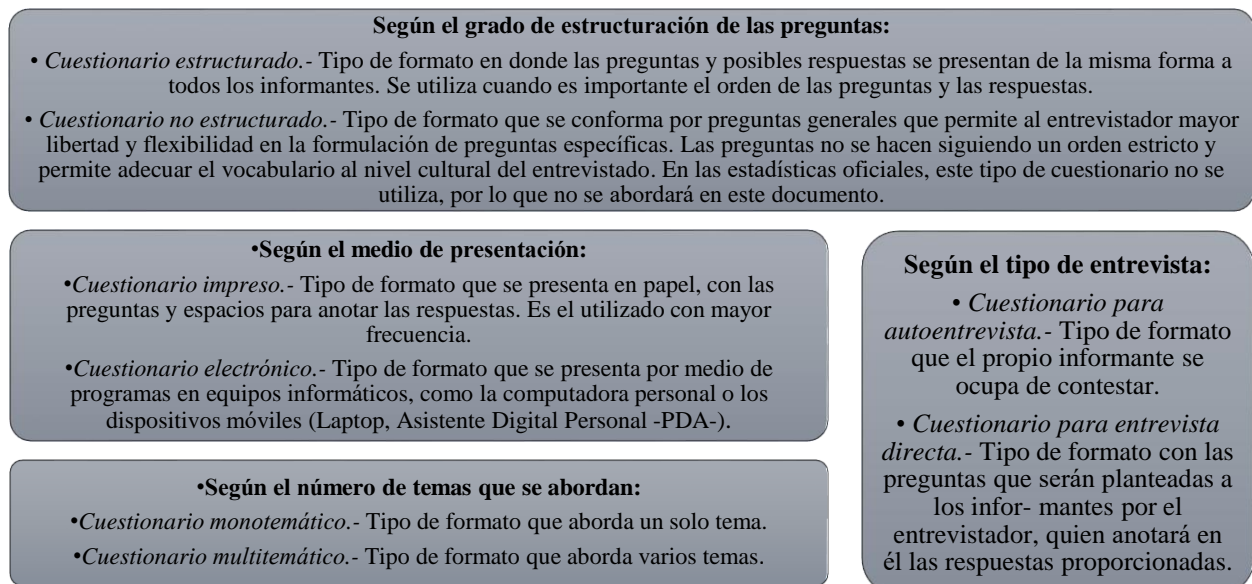 Según el grado de estructuración de las preguntas:
• Cuestionario estructurado.- Tipo de formato en donde las preguntas y posibles respuestas se presentan de la misma forma a
todos los informantes. Se utiliza cuando es importante el orden de las preguntas y las respuestas.
• Cuestionario no estructurado.- Tipo de formato que se conforma por preguntas generales que permite al entrevistador mayor
libertad y flexibilidad en la formulación de preguntas específicas. Las preguntas no se hacen siguiendo un orden estricto y
permite adecuar el vocabulario al nivel cultural del entrevistado. En las estadísticas oficiales, este tipo de cuestionario no se
utiliza, por lo que no se abordará en este documento.
•Según el medio de presentación:
•Cuestionario impreso.- Tipo de formato que se presenta en papel, con las
preguntas y espacios para anotar las respuestas. Es el utilizado con mayor
frecuencia.
•Cuestionario electrónico.- Tipo de formato que se presenta por medio de
programas en equipos informáticos, como la computadora personal o los
dispositivos móviles (Laptop, Asistente Digital Personal -PDA-).
Según el tipo de entrevista:
• Cuestionario para
autoentrevista.- Tipo de formato
que el propio informante se
ocupa de contestar.
• Cuestionario para entrevista
directa.- Tipo de formato con las
preguntas que serán planteadas a
los infor- mantes por el
entrevistador, quien anotará en
él las respuestas proporcionadas.
•Según el número de temas que se abordan:
•Cuestionario monotemático.- Tipo de formato que aborda un solo tema.
•Cuestionario multitemático.- Tipo de formato que aborda varios temas.